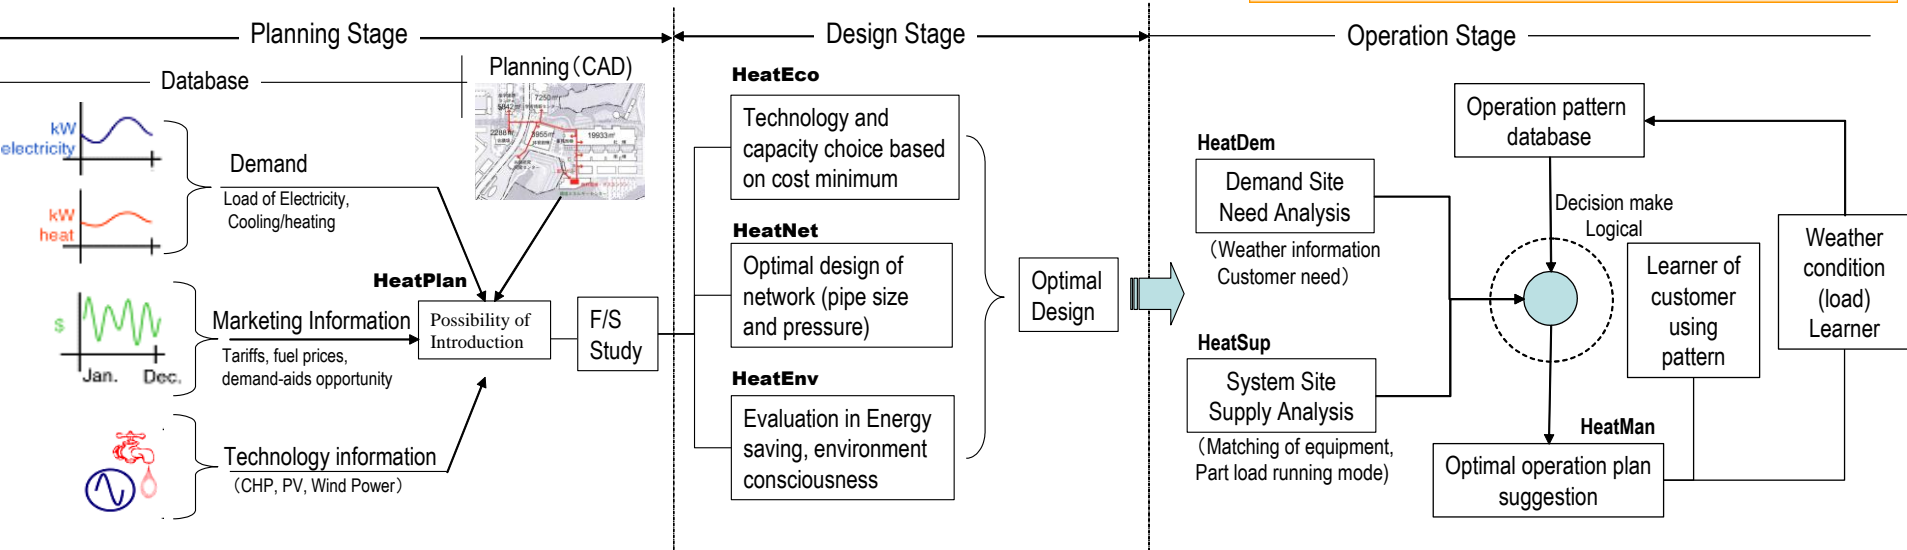 Planning Stage
Design Stage
Operation Stage
Database
Planning（CAD）
kW
electricity
kW
heat
Demand
Load of Electricity,
Cooling/heating
7250㎡
2288㎡
3955㎡
19933㎡
HeatPlan
Possibility of
Introduction
F/S
Study
$
Jan. Dec.
Marketing Information
Tariffs, fuel prices,
demand-aids opportunity
Technology information
（CHP, PV, Wind Power）
HeatEco
Technology and
capacity choice based
on cost minimum
HeatNet
Optimal design of
network (pipe size
and pressure)
HeatEnv
Evaluation in Energy
saving, environment
consciousness
Optimal
Design
HeatDem
Demand Site
Need Analysis
（Weather information
Customer need）
HeatSup
System Site
Supply Analysis
（Matching of equipment,
Part load running mode)
Operation pattern
database
Decision make
Logical
Learner of
customer
using
pattern
Weather
condition
(load)
Learner
HeatMan
Optimal operation plan
suggestion